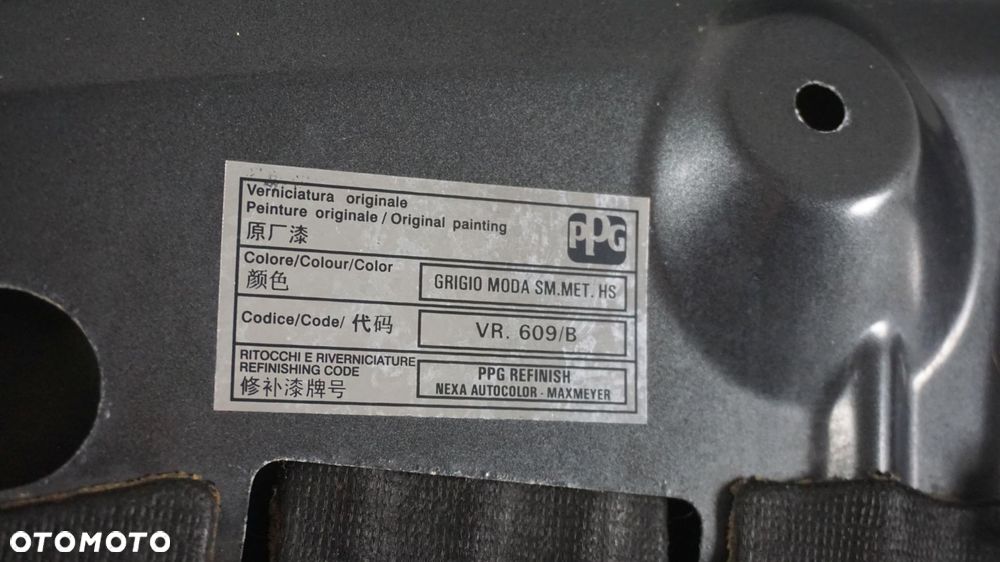 Verniciatura originale
Peinture originale / Original painting
原厂漆
PPG
Colore/Colour/Color
颜色
GRIGIO MODA SM.MET. HS
Codice/Code/ 代码
VR. 609/B
RITOCCHI E RIVERNICIATURE
REFINISHING CODE
修补漆牌号
PPG REFINISH
NEXA AUTOCOLOR - MAXMEYER
OTOMOTO